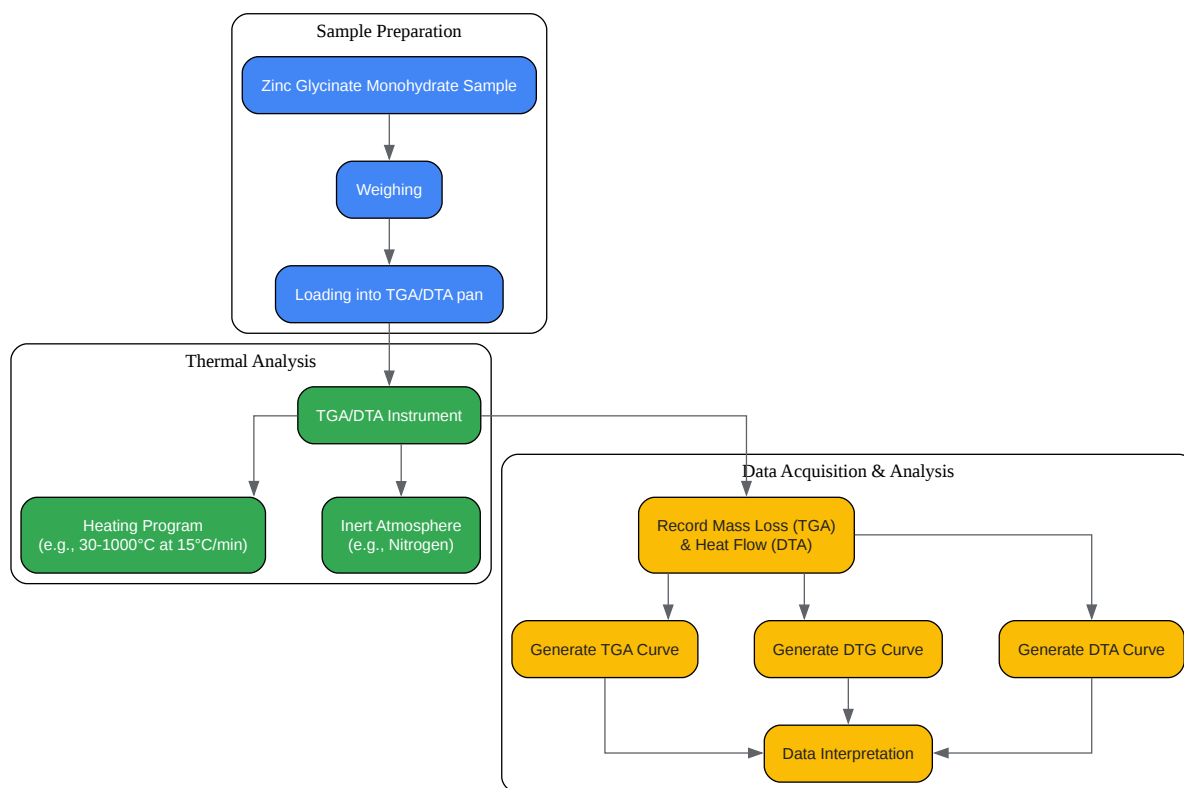 Sample Preparation
Zinc Glycinate Monohydrate Sample
Weighing
Loading into TGA/DTA pan
Thermal Analysis
TGA/DTA Instrument
Heating Program
(e.g., 30-1000°C at 15°C/min)
Inert Atmosphere
(e.g., Nitrogen)
Data Acquisition & Analysis
Record Mass Loss (TGA)
& Heat Flow (DTA)
Generate TGA Curve
Generate DTG Curve
Generate DTA Curve
Data Interpretation